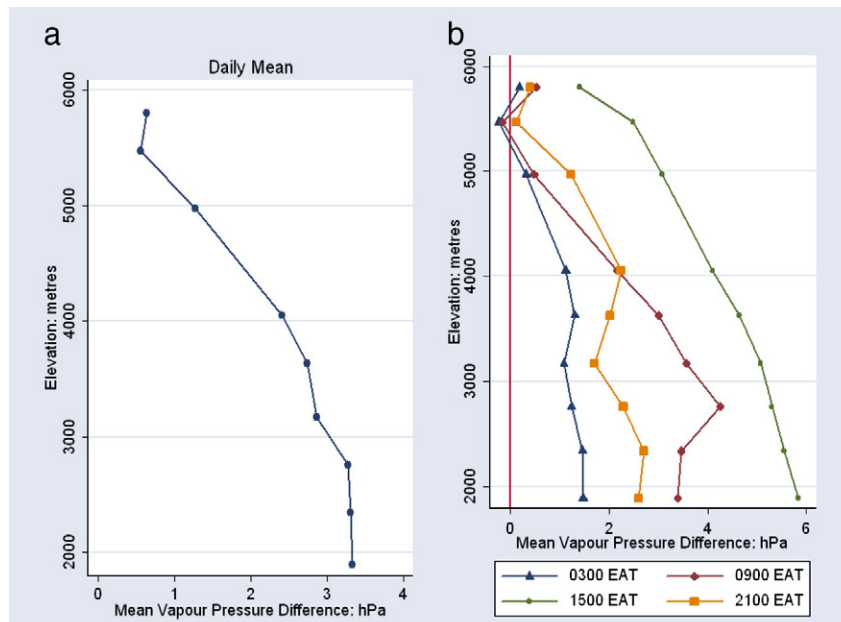 a
Daily Mean
6000
5000
4000
3000
2000
Elevation: metres
0 1 2 3 4
Mean Vapour Pressure Difference: hPa
b
6000
5000
4000
3000
2000
Elevation: metres
0 2 4 6
Mean Vapour Pressure Difference: hPa
0300 EAT 0900 EAT
1500 EAT 2100 EAT